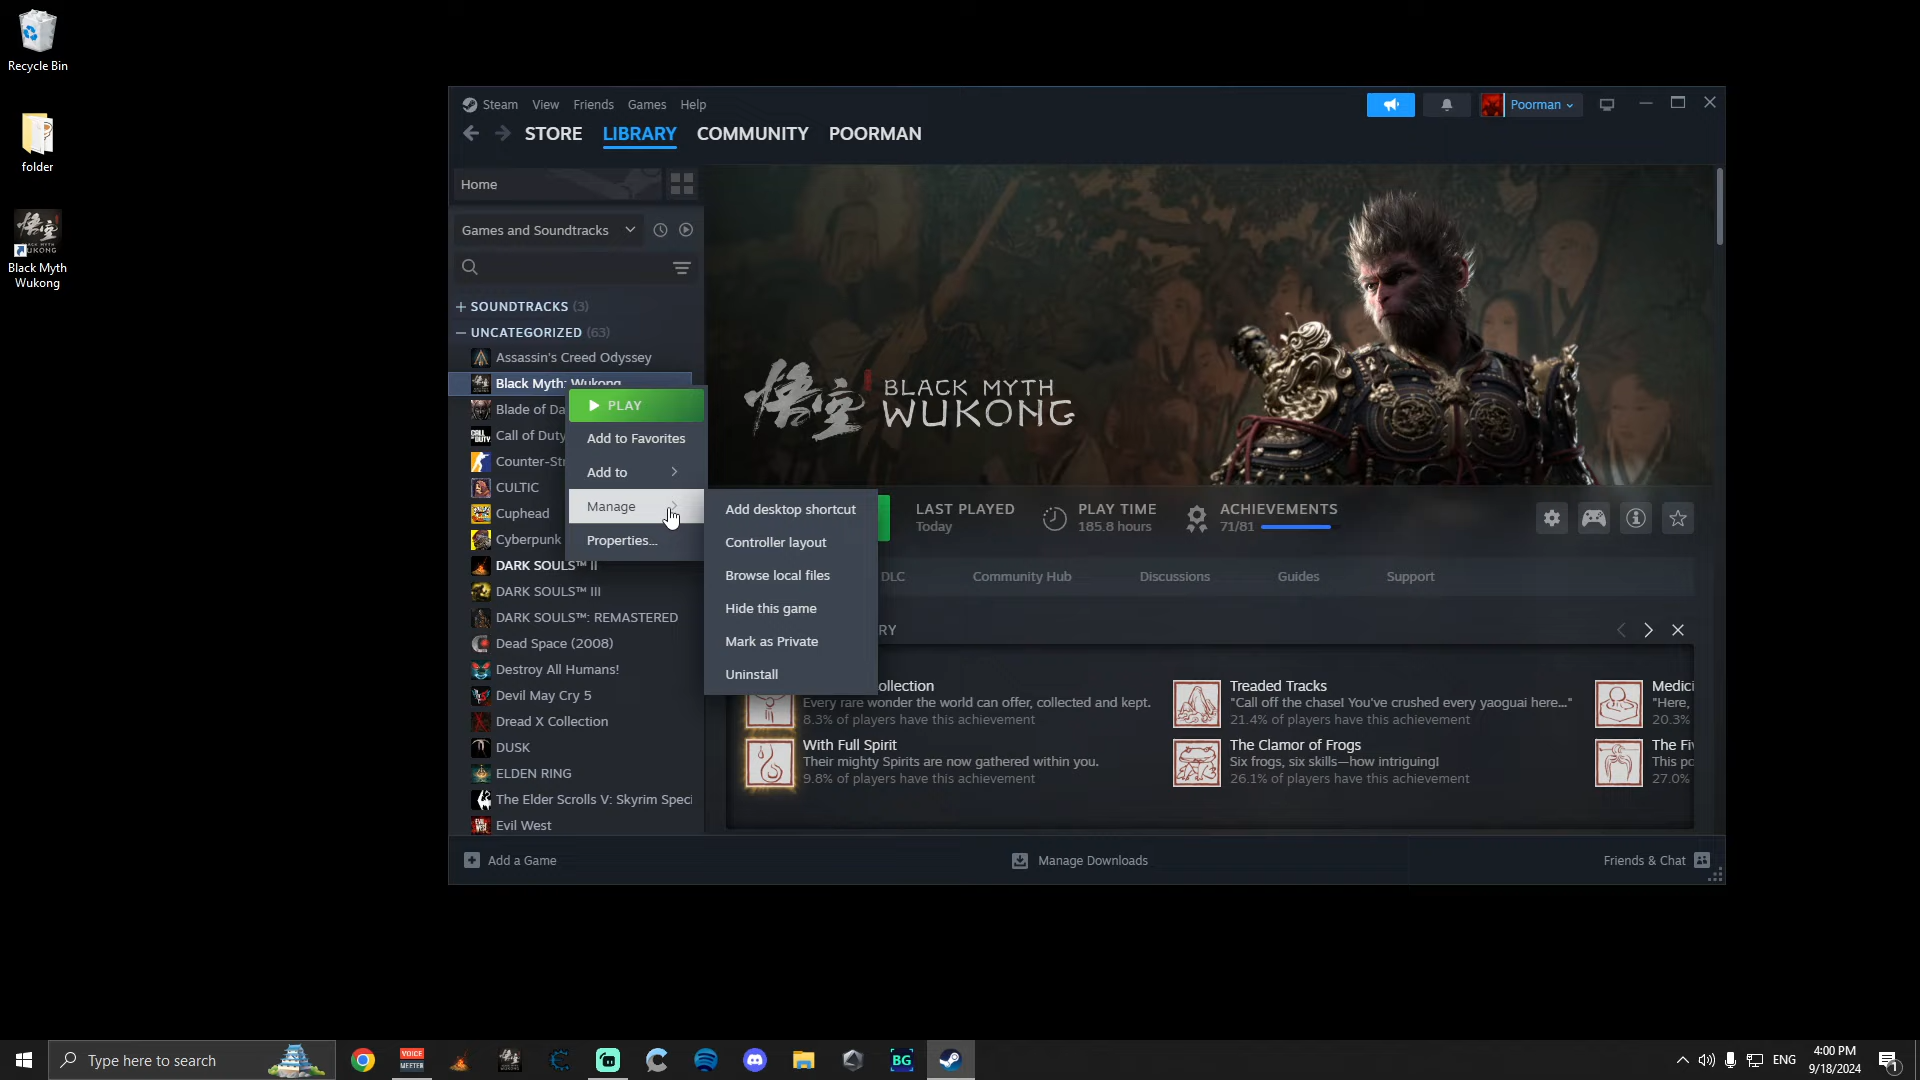 Recycle Bin
folder
Black Myth
Wukong
Steam View Friends Games Help
Poorman
STORE LIBRARY COMMUNITY POORMAN
Home
Games and Soundtracks
SOUNDTRACKS (3)
UNCATEGORIZED (63)
Assassin's Creed Odyssey
Black Myth: Wukong
Blade of Da
Call of Duty
Counter-Str
CULTIC
Cuphead
Cyberpunk
DARK SOULS™ II
DARK SOULS™ III
DARK SOULS™: REMASTERED
Dead Space (2008)
Destroy All Humans!
Devil May Cry 5
Dread X Collection
DUSK
ELDEN RING
The Elder Scrolls V: Skyrim Speci
Evil West
PLAY
Add to Favorites
Add to
Manage
Properties...
Add desktop shortcut
Controller layout
Browse local files
Hide this game
Mark as Private
Uninstall
悟空 BLACK MYTH
WUKONG
LAST PLAYED
Today
PLAY TIME
185.8 hours
ACHIEVEMENTS
71/81
DLC Community Hub Discussions Guides Support
RY
ollection
Every rare wonder the world can offer, collected and kept.
8.3% of players have this achievement
With Full Spirit
Their mighty Spirits are now gathered within you.
9.8% of players have this achievement
Treaded Tracks
"Call off the chase! You've crushed every yaoguai here..."
21.4% of players have this achievement
The Clamor of Frogs
Six frogs, six skills—how intriguing!
26.1% of players have this achievement
Medici
"Here,
20.3%
The Fiv
This po
27.0%
Add a Game
Manage Downloads
Friends & Chat
Type here to search
VOICE
MEETER
BG
ENG
4:00 PM
9/18/2024
1